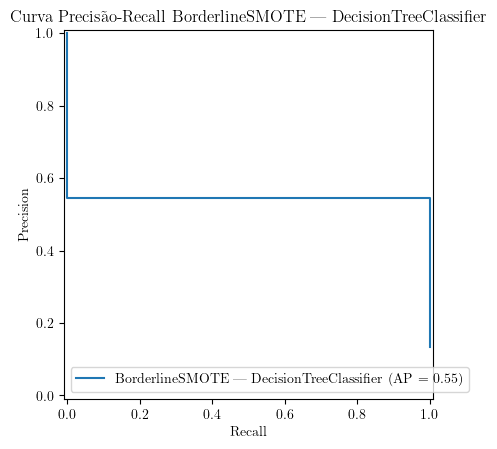 Curva Precisão-Recall BorderlineSMOTE — DecisionTreeClassifier
1.0
0.8
0.6
0.4
0.2
0.0
Precision
BorderlineSMOTE — DecisionTreeClassifier (AP = 0.55)
0.0 0.2 0.4 0.6 0.8 1.0
Recall